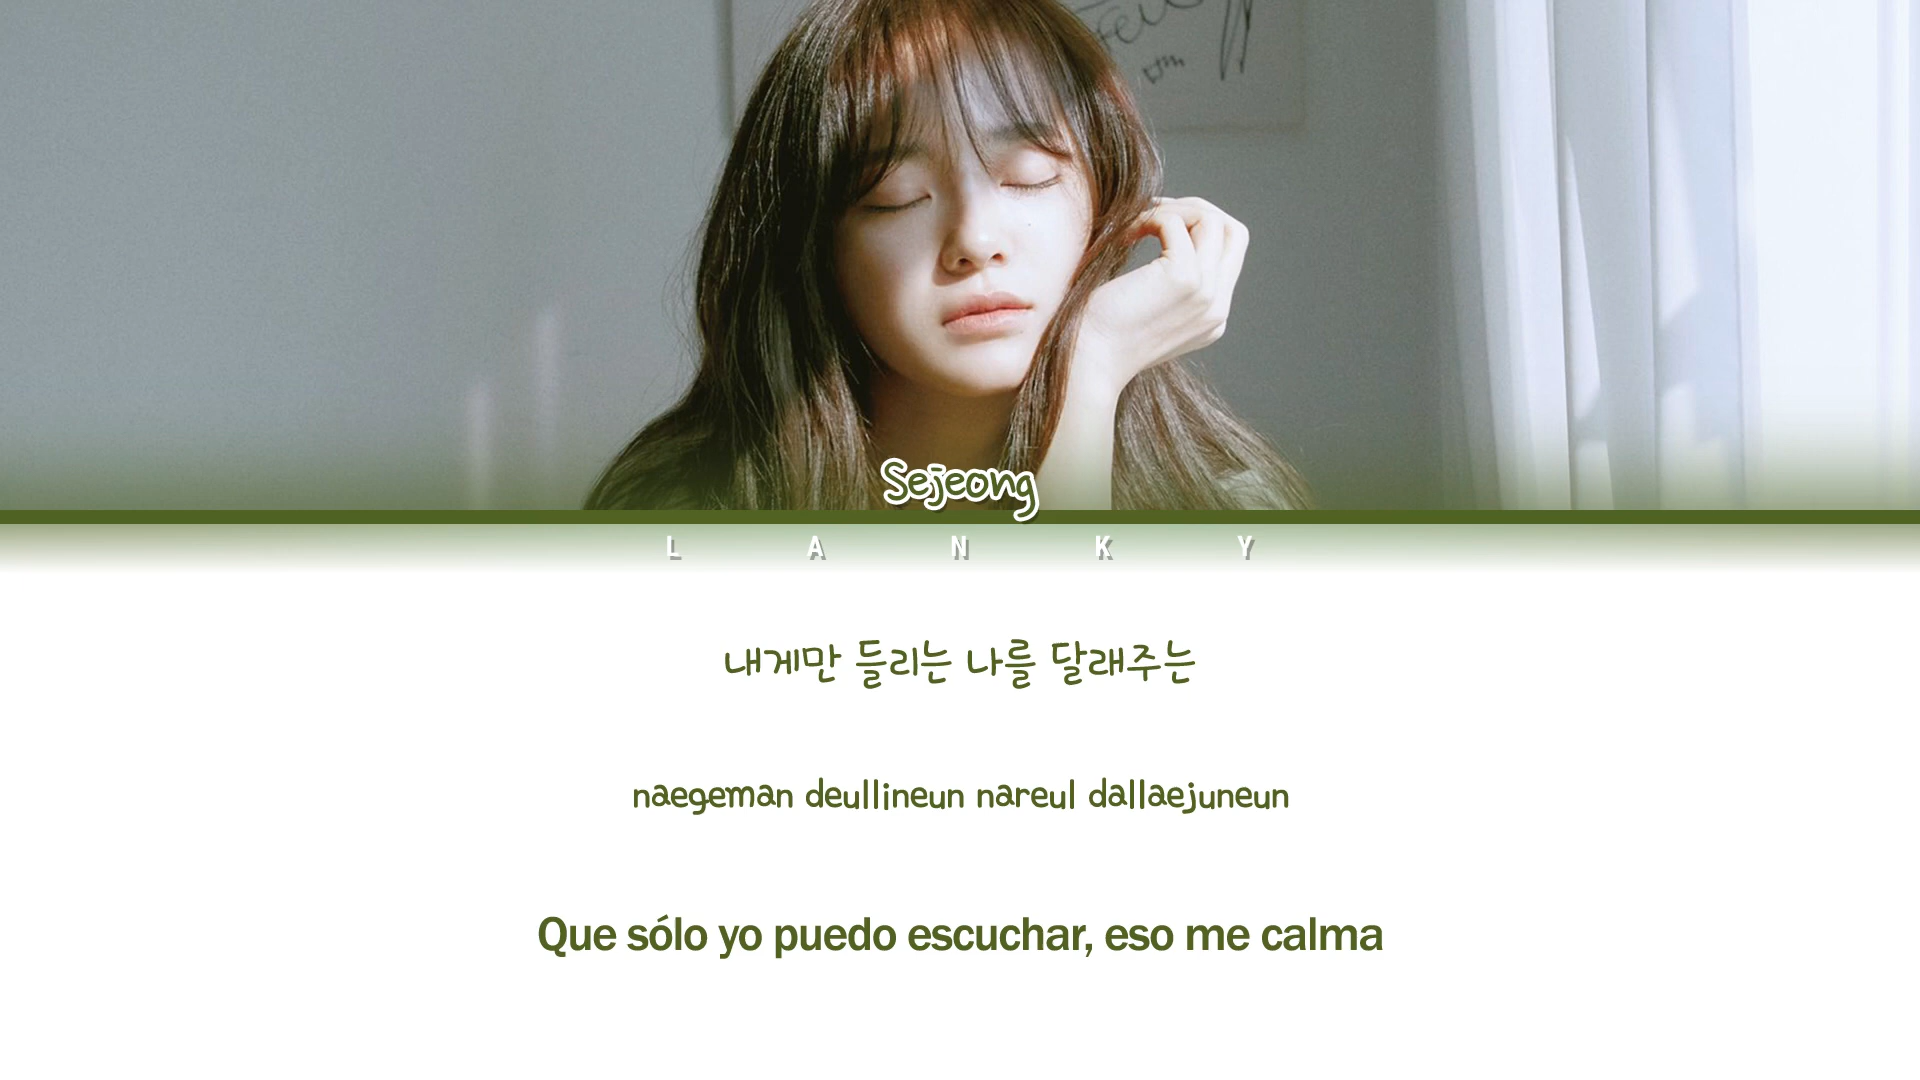 Sejeong
L A N K Y
내게만 들리는 나를 달래주는
naegeman deullineun nareul dallaejuneun
Que sólo yo puedo escuchar, eso me calma